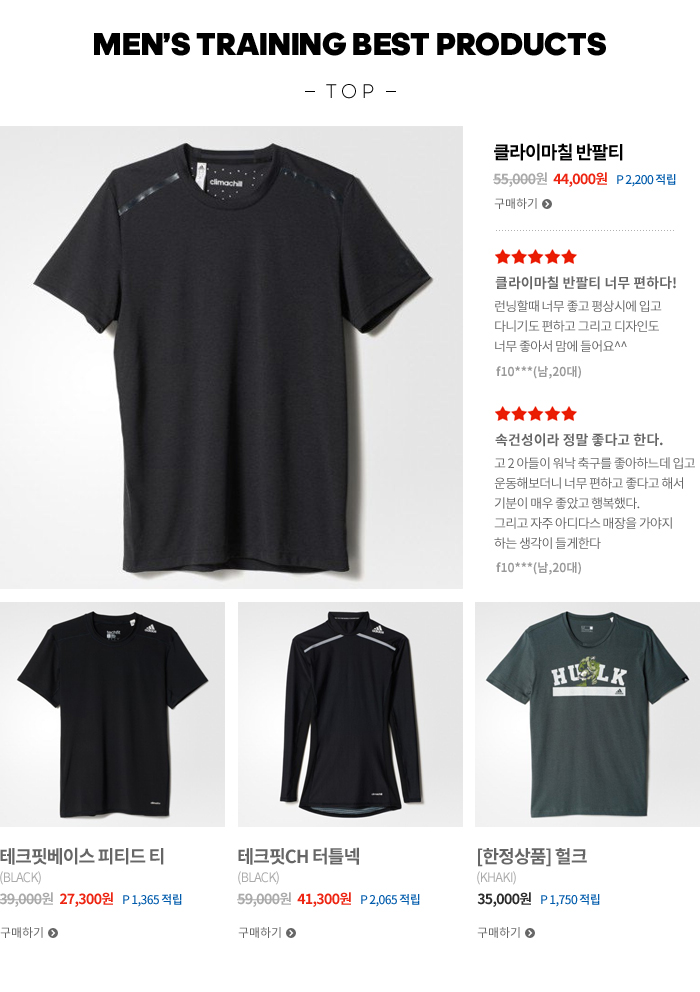 MEN'S TRAINING BEST PRODUCTS
– TOP –
climachill
클라이마칠 반팔티
55,000원 44,000원 P 2,200 적립
구매하기
클라이마칠 반팔티 너무 편하다!
런닝할때 너무 좋고 평상시에 입고
다니기도 편하고 그리고 디자인도
너무 좋아서 맘에 들어요^^
f10***(남,20대)
속건성이라 정말 좋다고 한다.
고 2 아들이 워낙 축구를 좋아하느데 입고
운동해보더니 너무 편하고 좋다고 해서
기분이 매우 좋았고 행복했다.
그리고 자주 아디다스 매장을 가야지
하는 생각이 들게한다
f10***(남,20대)
techfit
adidas
HULK
테크핏베이스 피티드 티
(BLACK)
39,000원 27,300원 P 1,365 적립
구매하기
테크핏CH 터틀넥
(BLACK)
59,000원 41,300원 P 2,065 적립
구매하기
[한정상품] 헐크
(KHAKI)
35,000원 P 1,750 적립
구매하기